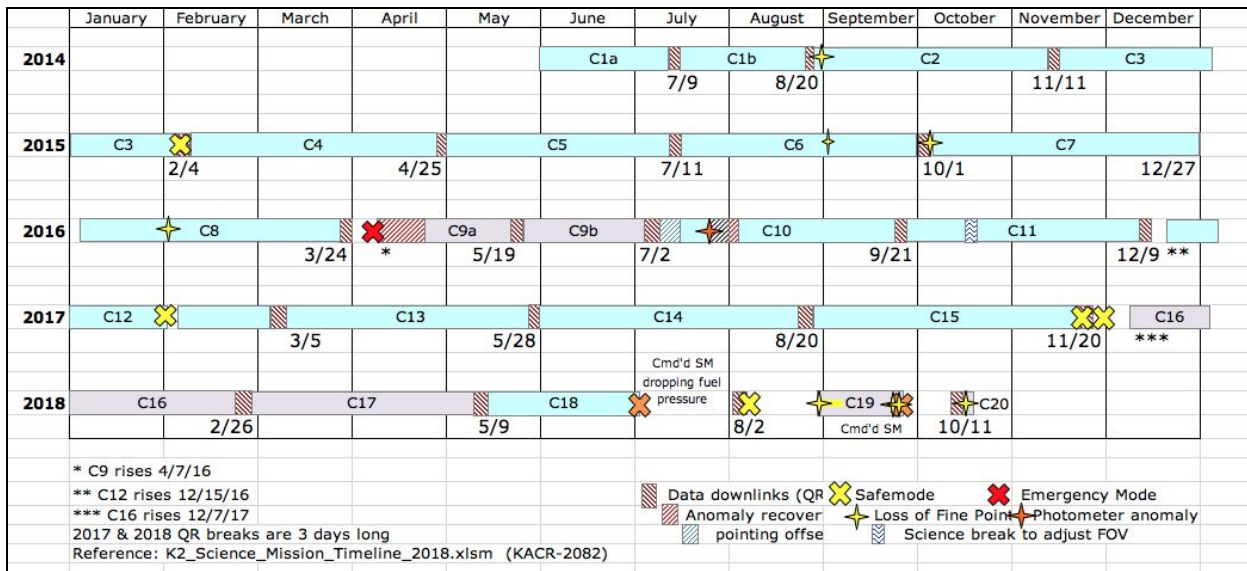 January February March April May June July August September October November December
2014 C1a C1b C2 C3
7/9 8/20 11/11
2015 C3 C4 C5 C6 C7
2/4 4/25 7/11 10/1 12/27
2016 C8 C9a C9b C10 C11
3/24 * 5/19 7/2 9/21 12/9 **
2017 C12 C13 C14 C15 C16
3/5 5/28 8/20 11/20 ***
Cmd'd SM
dropping fuel
pressure
2018 C16 C17 C18 C19 C20
2/26 5/9 8/2 Cmd'd SM 10/11
* C9 rises 4/7/16
** C12 rises 12/15/16
*** C16 rises 12/7/17
2017 & 2018 QR breaks are 3 days long
Reference: K2_Science_Mission_Timeline_2018.xlsm (KACR-2082)
Data downlinks (QR Safemode Emergency Mode
Anomaly recover Loss of Fine Point Photometer anomaly
pointing offse Science break to adjust FOV